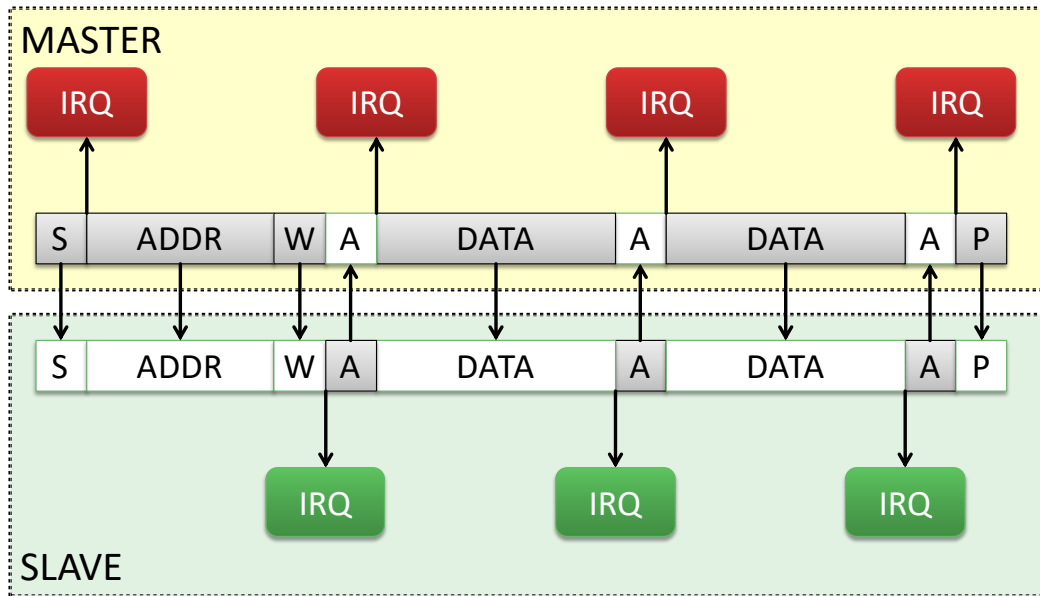 MASTER
IRQ IRQ IRQ IRQ
S ADDR W A DATA A DATA A P
S ADDR W A DATA A DATA A P
IRQ IRQ IRQ
SLAVE